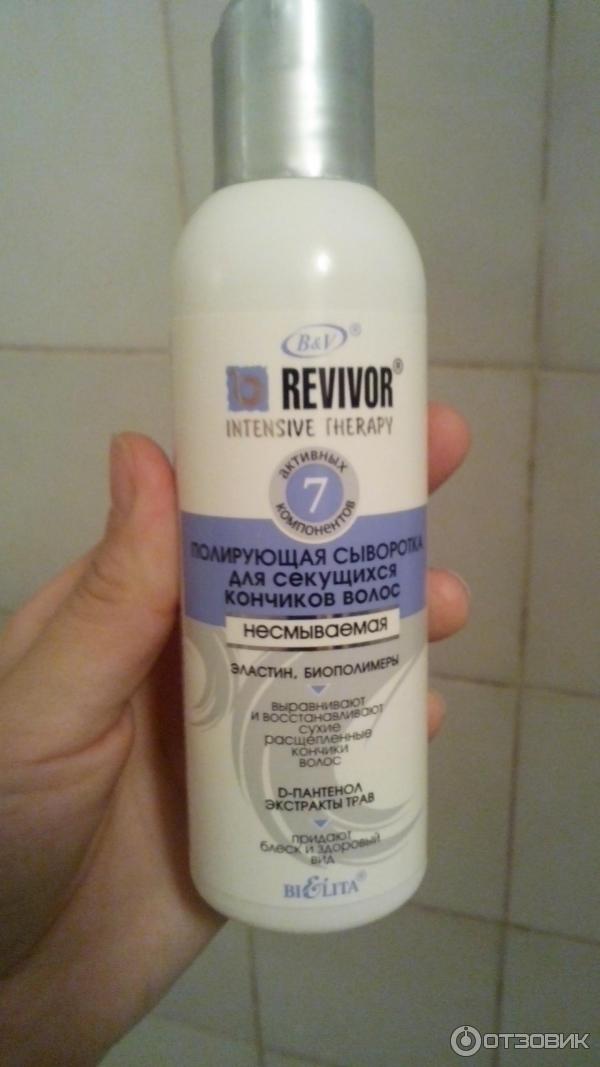 B&V®
b REVIVOR®
INTENSIVE THERAPY
активных
7
компонентов
ПОЛИРУЮЩАЯ СЫВОРОТКА
для секущихся
кончиков волос
несмываемая
эластин, биополимеры
выравнивают
и восстанавливают
сухие
расщепленные
кончики
волос
D-пантенол
экстракты трав
придают
блеск и здоровый
вид
BIELITA®
ОТЗОВИК